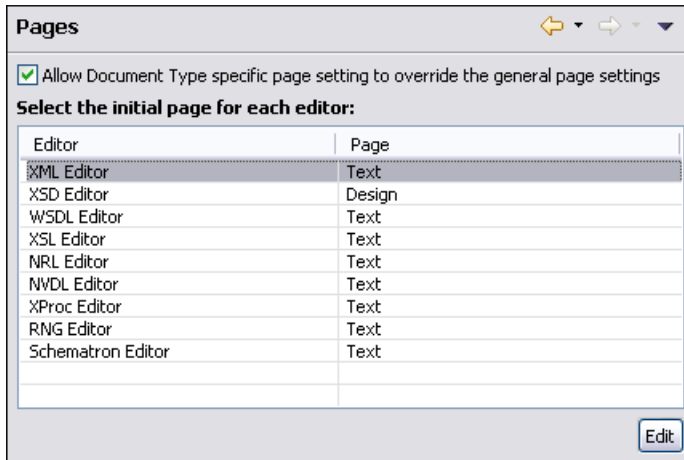 Pages
Allow Document Type specific page setting to override the general page settings
Select the initial page for each editor:
Editor Page
XML Editor Text
XSD Editor Design
WSDL Editor Text
XSL Editor Text
NRL Editor Text
NVDL Editor Text
XProc Editor Text
RNG Editor Text
Schematron Editor Text
Edit